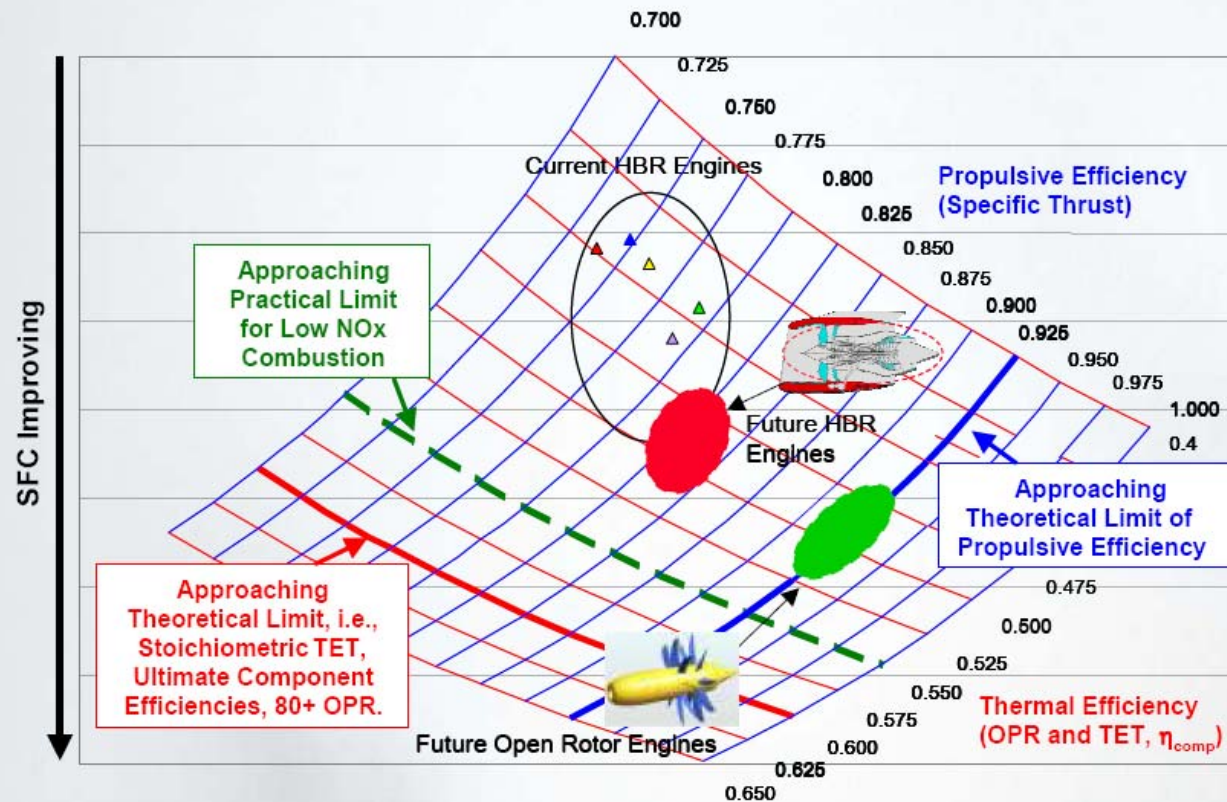 0.700
0.725
0.750
0.775
Current HBR Engines
0.800
0.825
0.850
0.875
0.900
0.925
0.950
0.975
1.000
0.4
Propulsive Efficiency
(Specific Thrust)
Approaching
Practical Limit
for Low NOx
Combustion
SFC Improving
Future HBR
Engines
Approaching
Theoretical Limit of
Propulsive Efficiency
Approaching
Theoretical Limit, i.e.,
Stoichiometric TET,
Ultimate Component
Efficiencies, 80+ OPR.
0.475
0.500
0.525
0.550
0.575
0.600
0.625
0.650
Thermal Efficiency
(OPR and TET, ηcomp)
Future Open Rotor Engines